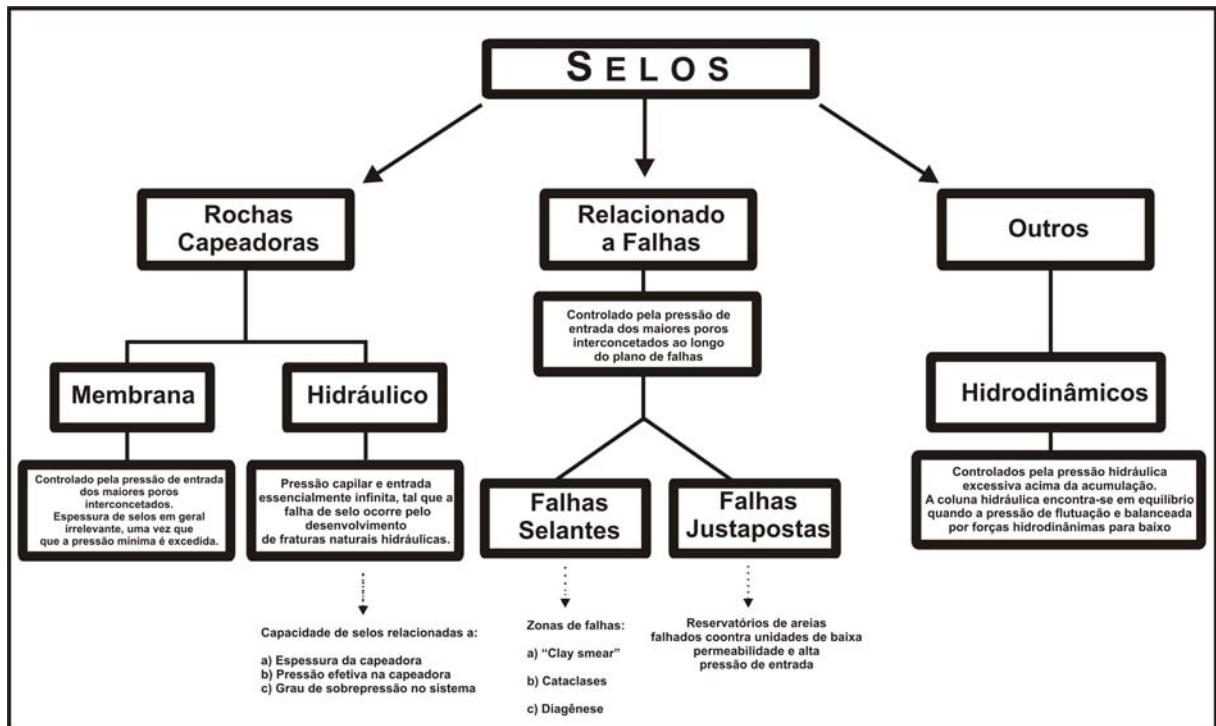 SELOS
Rochas
Capeadoras
Relacionado
a Falhas
Outros
Controlado pela pressão de
entrada dos maiores poros
interconcetados ao longo
do plano de falhas
Membrana
Hidráulico
Hidrodinâmicos
Controlado pela pressão de entrada
dos maiores poros
interconcetados.
Espessura de selos em geral
irrelevante, uma vez que
que a pressão mínima é excedida.
Pressão capilar e entrada
essencialmente infinita, tal que a
falha de selo ocorre pelo
desenvolvimento
de fraturas naturais hidráulicas.
Falhas
Selantes
Falhas
Justapostas
Controlados pela pressão hidráulica
excessiva acima da acumulação.
A coluna hidráulica encontra-se em equilíbrio
quando a pressão de flutuação e balanceada
por forças hidrodinânimas para baixo
Capacidade de selos relacionadas a:
a) Espessura da capeadora
b) Pressão efetiva na capeadora
c) Grau de sobrepressão no sistema
Zonas de falhas:
a) “Clay smear”
b) Cataclases
c) Diagênese
Reservatórios de areias
falhados coontra unidades de baixa
permeabilidade e alta
pressão de entrada